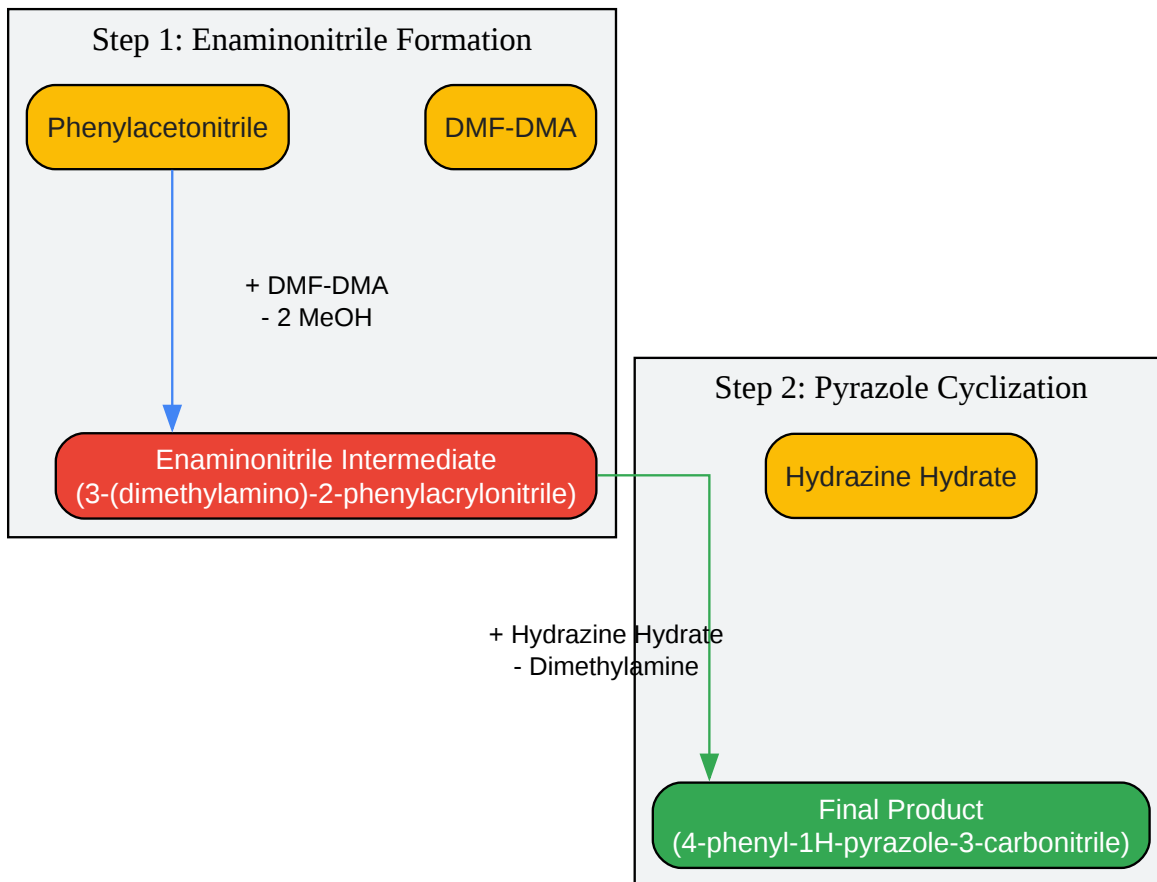 Step 1: Enaminonitrile Formation
Phenylacetonitrile
DMF-DMA
+ DMF-DMA
- 2 MeOH
Enaminonitrile Intermediate
(3-(dimethylamino)-2-phenylacrylonitrile)
Step 2: Pyrazole Cyclization
Hydrazine Hydrate
+ Hydrazine Hydrate
- Dimethylamine
Final Product
(4-phenyl-1H-pyrazole-3-carbonitrile)